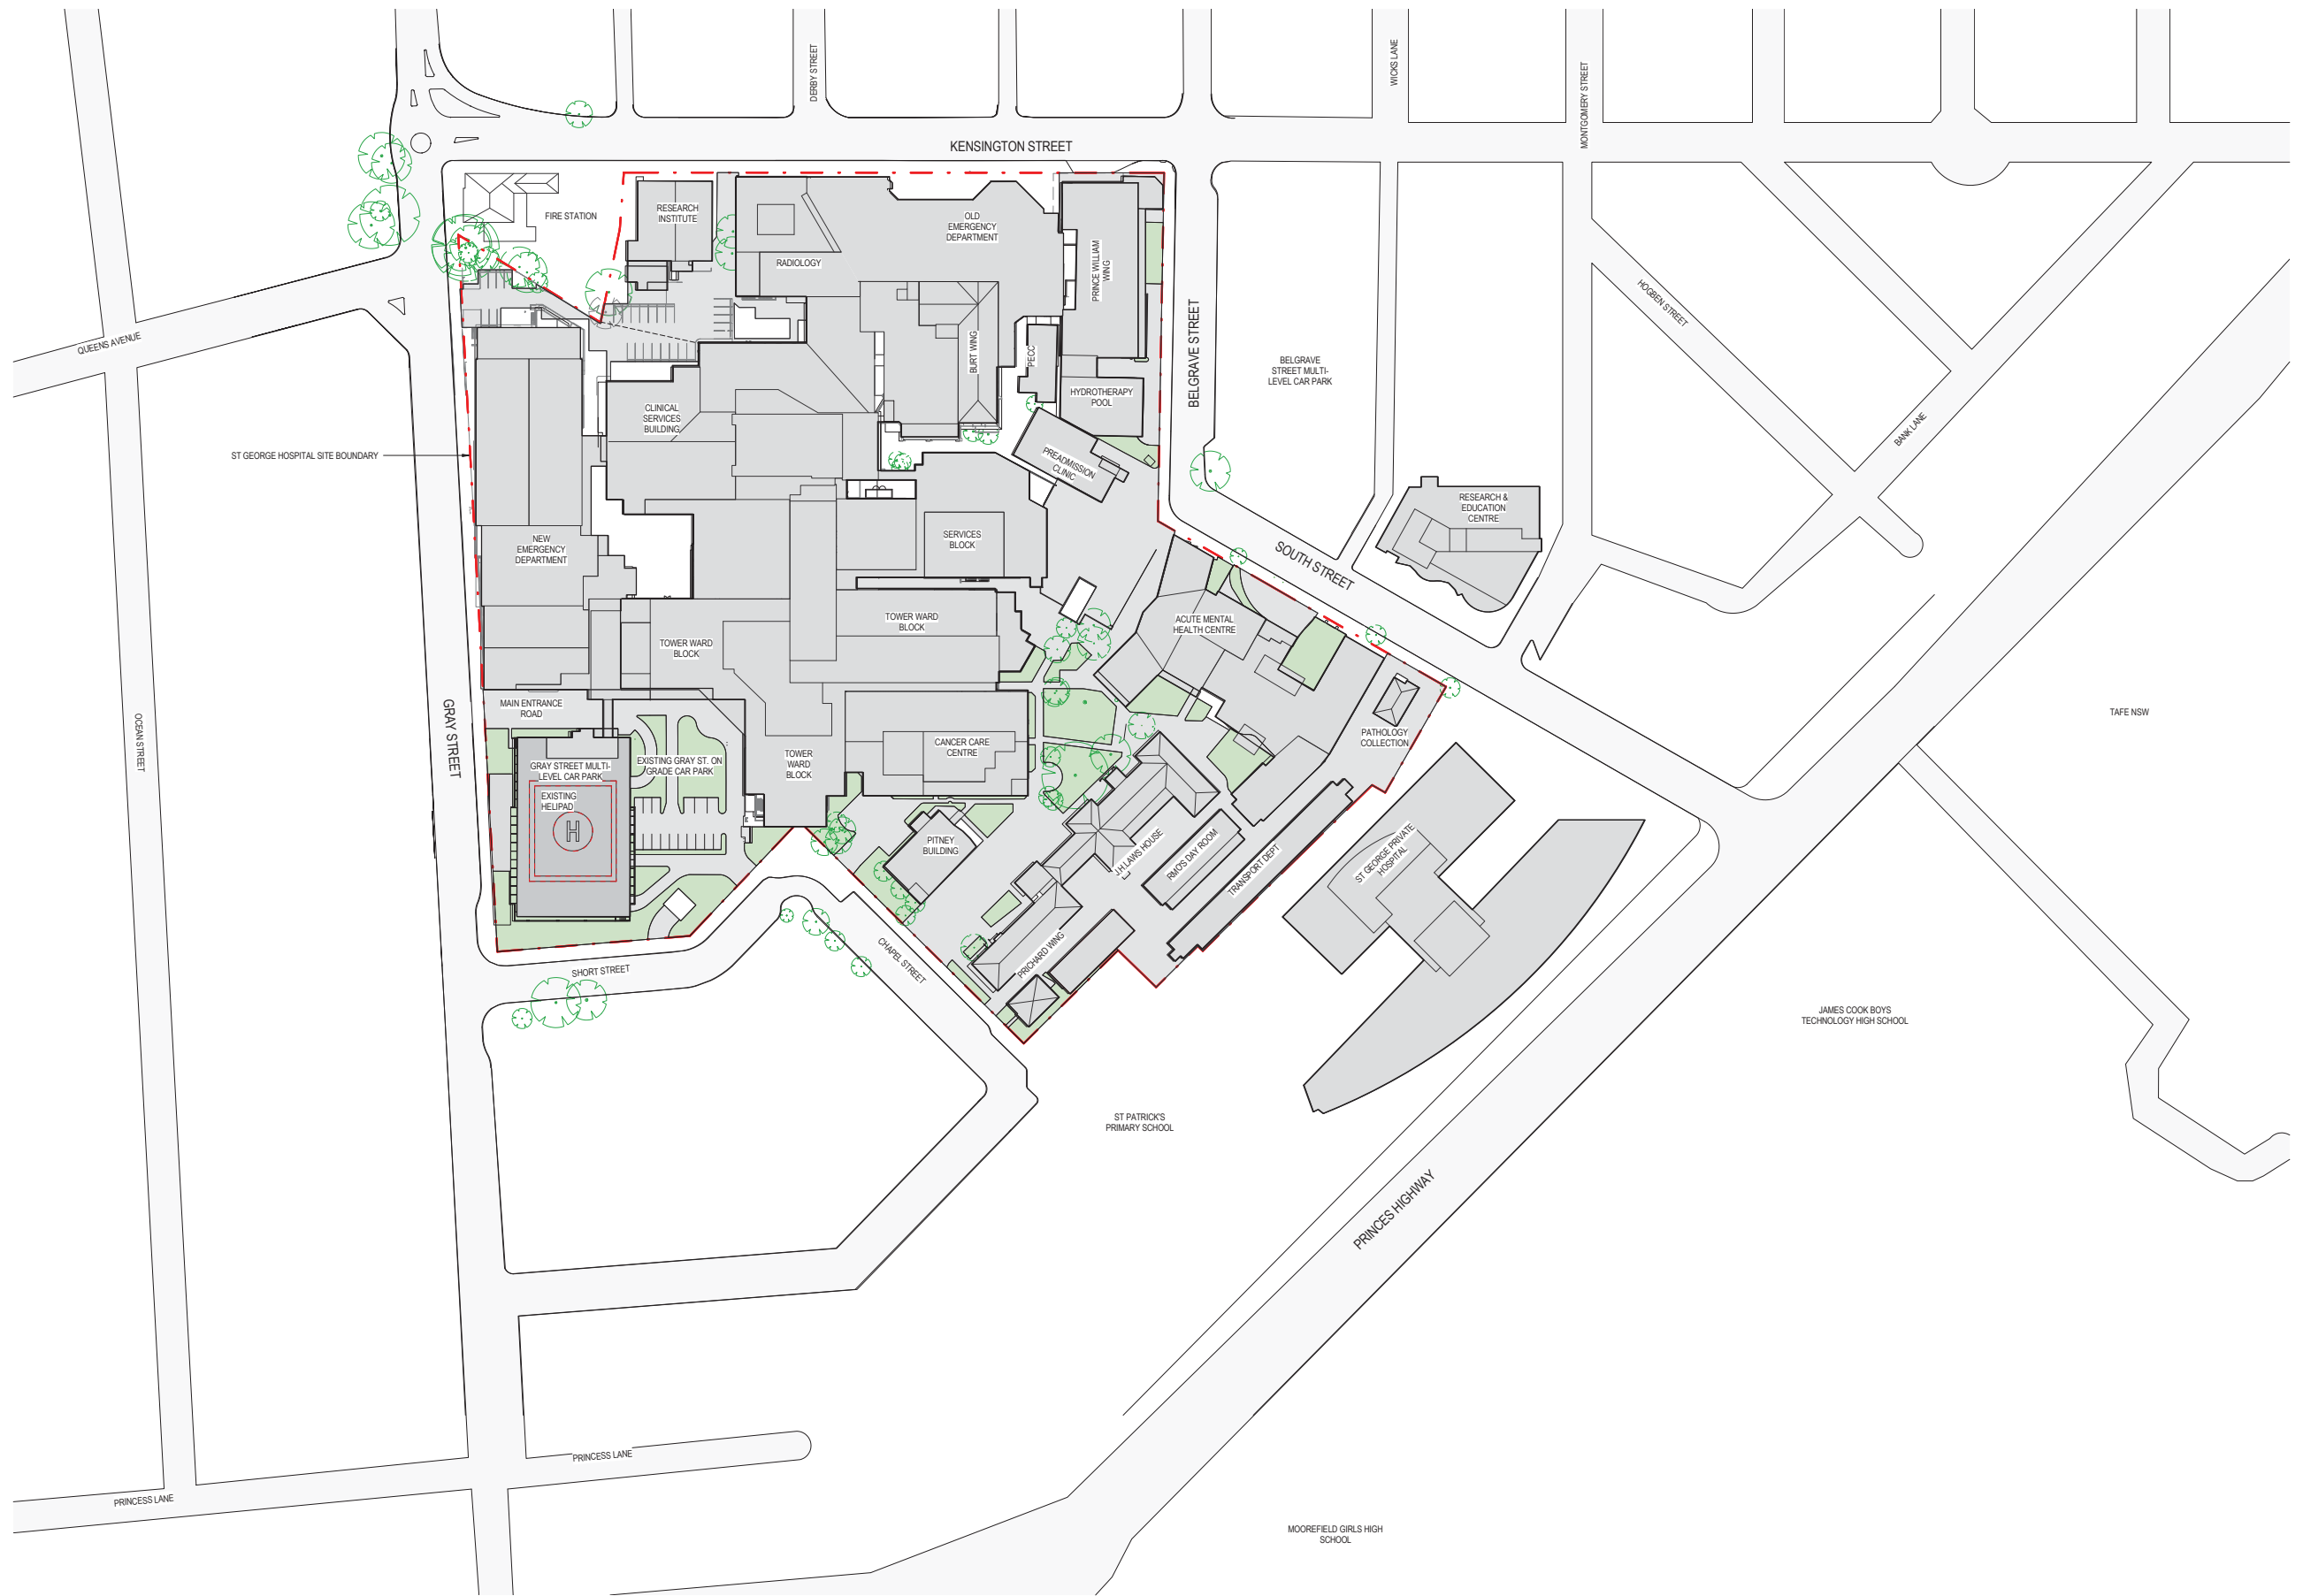 DERBY STREET
WICKS LANE
MONTGOMERY STREET
KENSINGTON STREET
FIRE STATION
RESEARCH
INSTITUTE
OLD
EMERGENCY
DEPARTMENT
RADIOLOGY
PRINCE WILLIAM
WING
HOGBEN STREET
QUEENS AVENUE
BURT WING
PECC
BELGRAVE STREET
BELGRAVE
STREET MULTI-
LEVEL CAR PARK
HYDROTHERAPY
POOL
CLINICAL
SERVICES
BUILDING
BANK LANE
ST GEORGE HOSPITAL SITE BOUNDARY
PREADMISSION
CLINIC
RESEARCH &
EDUCATION
CENTRE
NEW
EMERGENCY
DEPARTMENT
SERVICES
BLOCK
SOUTH STREET
TOWER WARD
BLOCK
ACUTE MENTAL
HEALTH CENTRE
TOWER WARD
BLOCK
MAIN ENTRANCE
ROAD
TAFE NSW
OCEAN STREET
GRAY STREET
PATHOLOGY
COLLECTION
CANCER CARE
CENTRE
TOWER
WARD
BLOCK
GRAY STREET MULTI-
LEVEL CAR PARK
EXISTING GRAY ST. ON
GRADE CAR PARK
EXISTING
HELIPAD
H
PITNEY
BUILDING
J.H LAWS HOUSE
RMO'S DAY ROOM
TRANSPORT DEPT
ST GEORGE PRIVATE
HOSPITAL
PRICHARD WING
CHAPEL STREET
SHORT STREET
JAMES COOK BOYS
TECHNOLOGY HIGH SCHOOL
ST PATRICK'S
PRIMARY SCHOOL
PRINCES HIGHWAY
PRINCESS LANE
PRINCESS LANE
MOOREFIELD GIRLS HIGH
SCHOOL